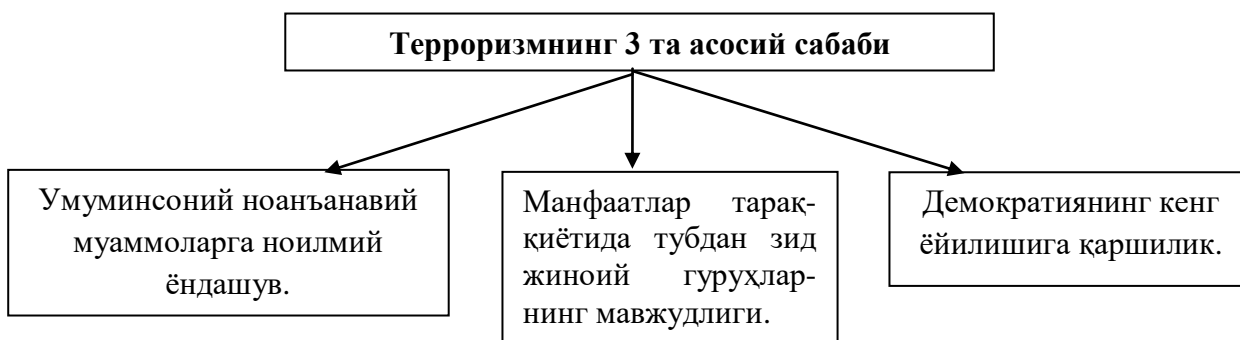 Терроризмнинг 3 та асосий сабаби
Умуминсоний ноанъанавий
муаммоларга ноилмий
ёндашув.
Манфаатлар тарақ-
қиётида тубдан зид
жиноий гуруҳлар-
нинг мавжудлиги.
Демократиянинг кенг
ёйилишига қаршилик.